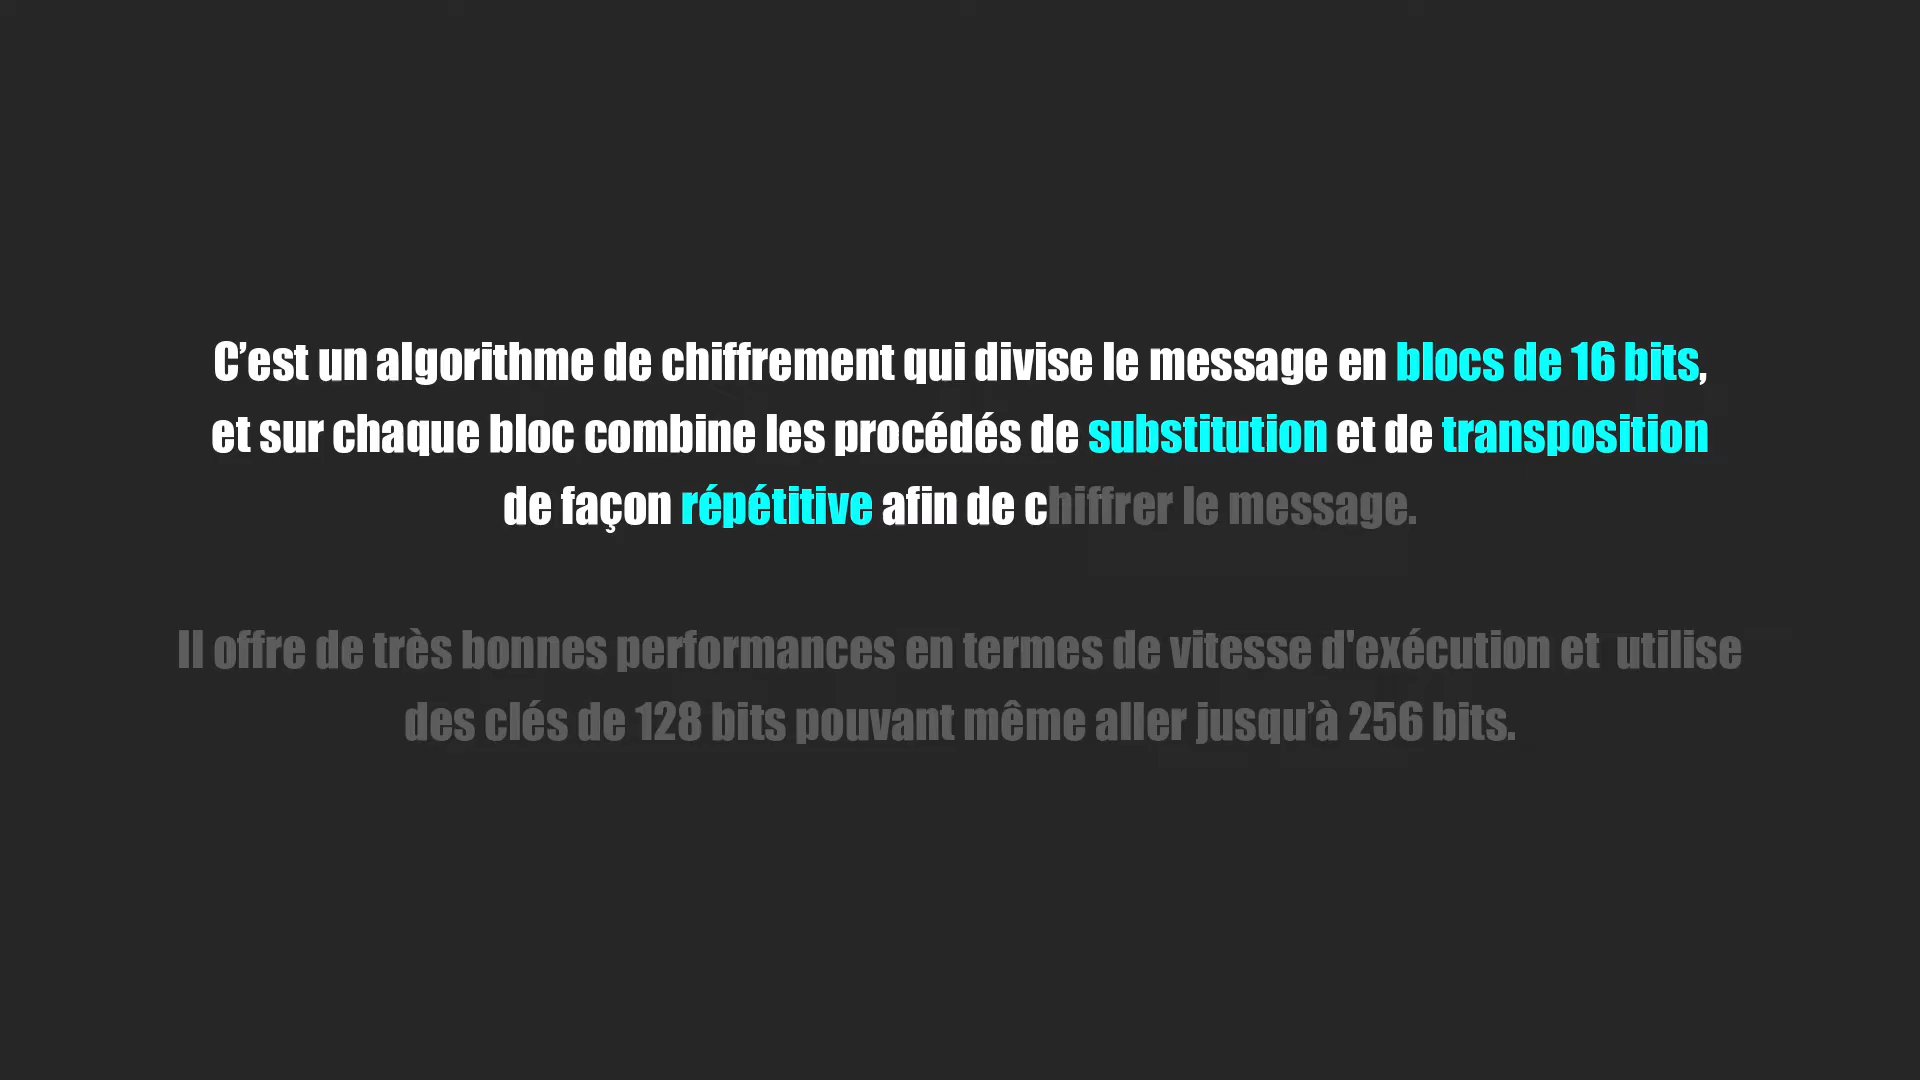 C’est un algorithme de chiffrement qui divise le message en blocs de 16 bits,
et sur chaque bloc combine les procédés de substitution et de transposition
de façon répétitive afin de chiffrer le message.
Il offre de très bonnes performances en termes de vitesse d'exécution et  utilise
des clés de 128 bits pouvant même aller jusqu’à 256 bits.